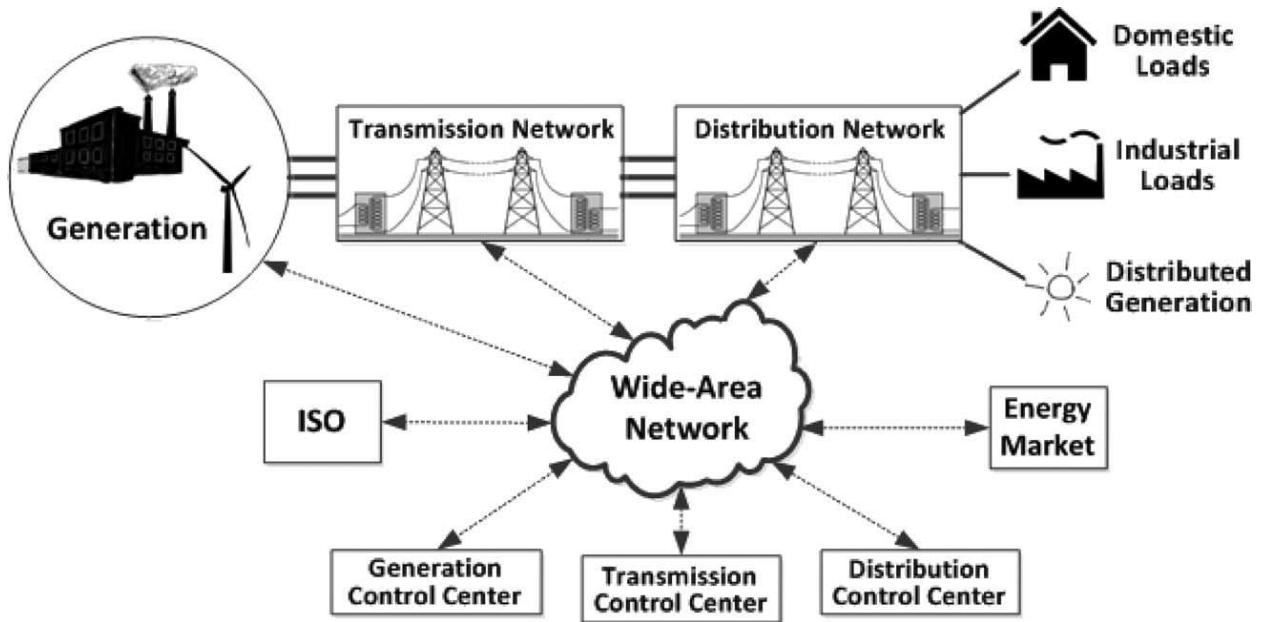 Domestic
Loads
Transmission Network
Distribution Network
Industrial
Loads
Generation
Distributed
Generation
Wide-Area
Network
ISO
Energy
Market
Generation
Control Center
Transmission
Control Center
Distribution
Control Center